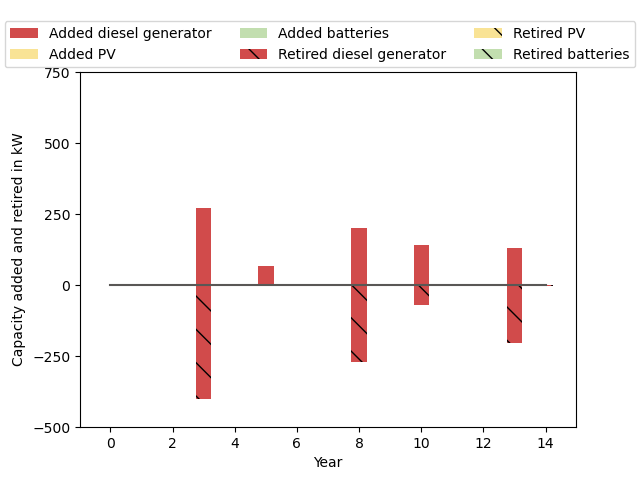 Added diesel generator
Added PV
Added batteries
Retired diesel generator
Retired PV
Retired batteries
750
500
250
0
−250
−500
Capacity added and retired in kW
0 2 4 6 8 10 12 14
Year